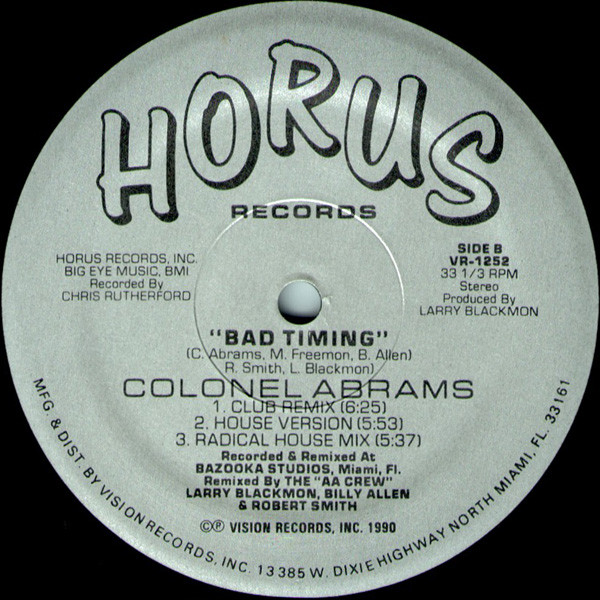 HORUS
RECORDS
HORUS RECORDS, INC.
BIG EYE MUSIC, BMI
Recorded By
CHRIS RUTHERFORD
SIDE B
VR-1252
33 1/3 RPM
Stereo
Produced By
LARRY BLACKMON
"BAD TIMING"
(C. Abrams, M. Freemon, B. Allen)
R. Smith, L. Blackmon)
COLONEL ABRAMS
1. CLUB REMIX (6:25)
2. HOUSE VERSION (5:53)
3. RADICAL HOUSE MIX (5:37)
Recorded & Remixed At
BAZOOKA STUDIOS, Miami, Fl.
Remixed By THE "AA CREW"
LARRY BLACKMON, BILLY ALLEN
& ROBERT SMITH
©℗ VISION RECORDS, INC. 1990
MFG. & DIST. BY VISION RECORDS, INC. 13385 W. DIXIE HIGHWAY NORTH MIAMI, FL. 33161